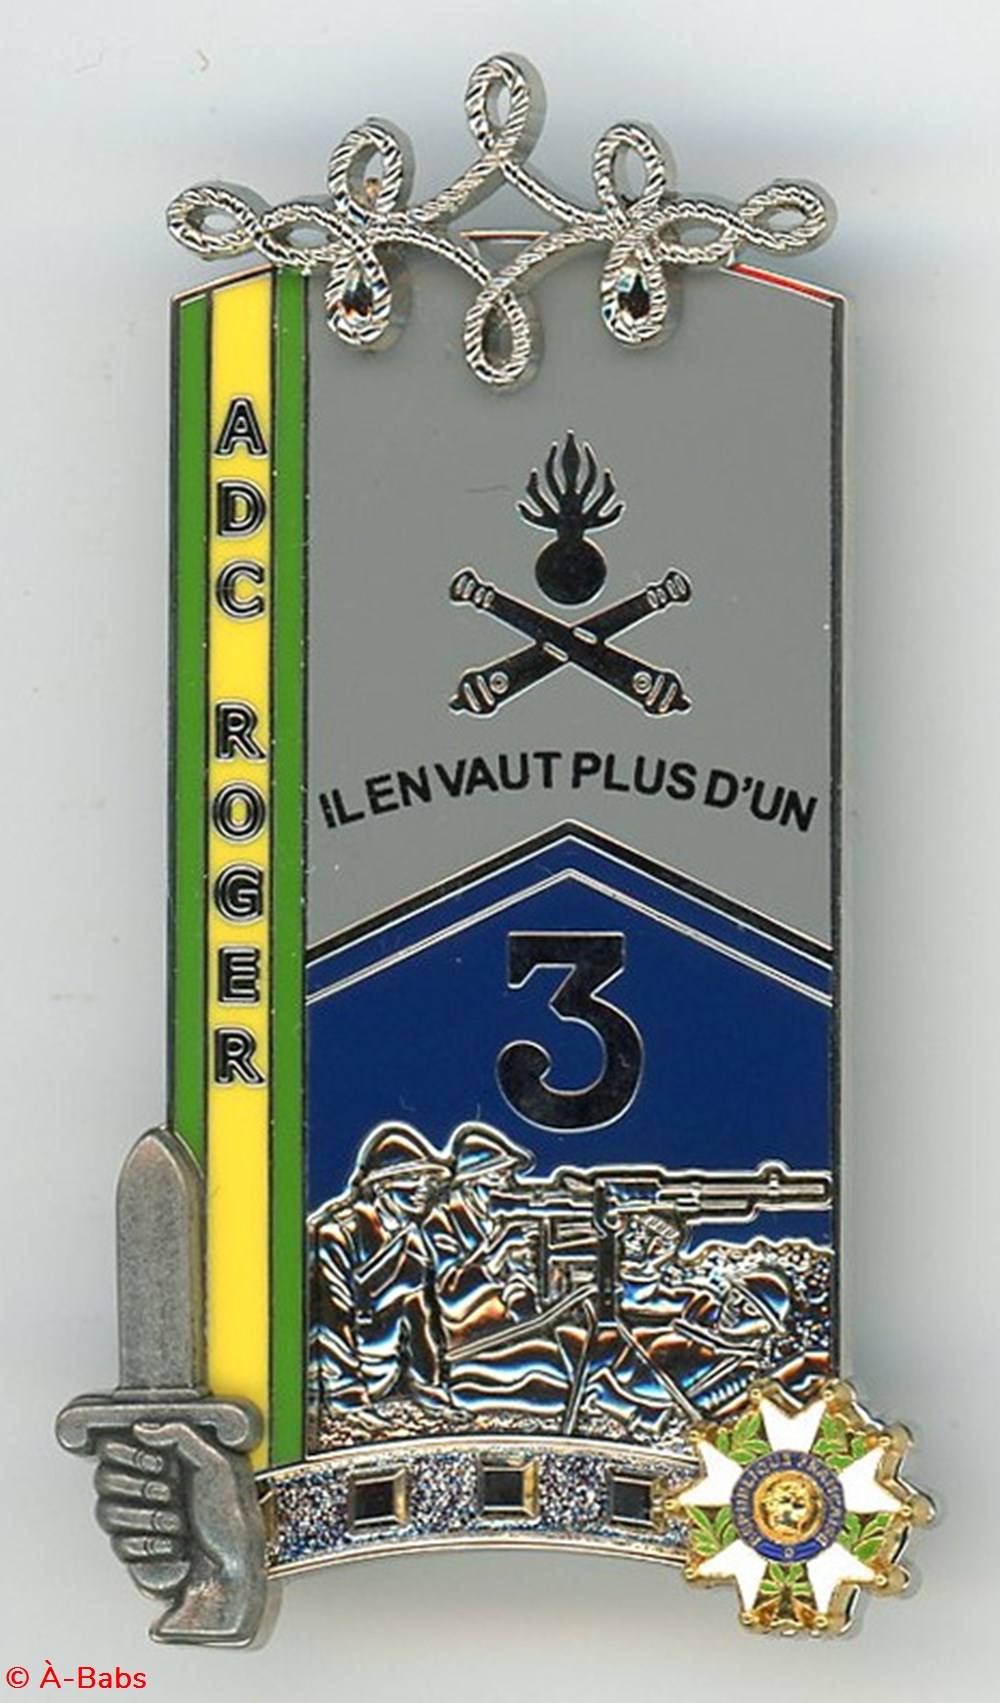 ADC ROGER
IL EN VAUT PLUS D'UN
3
© À-Babs